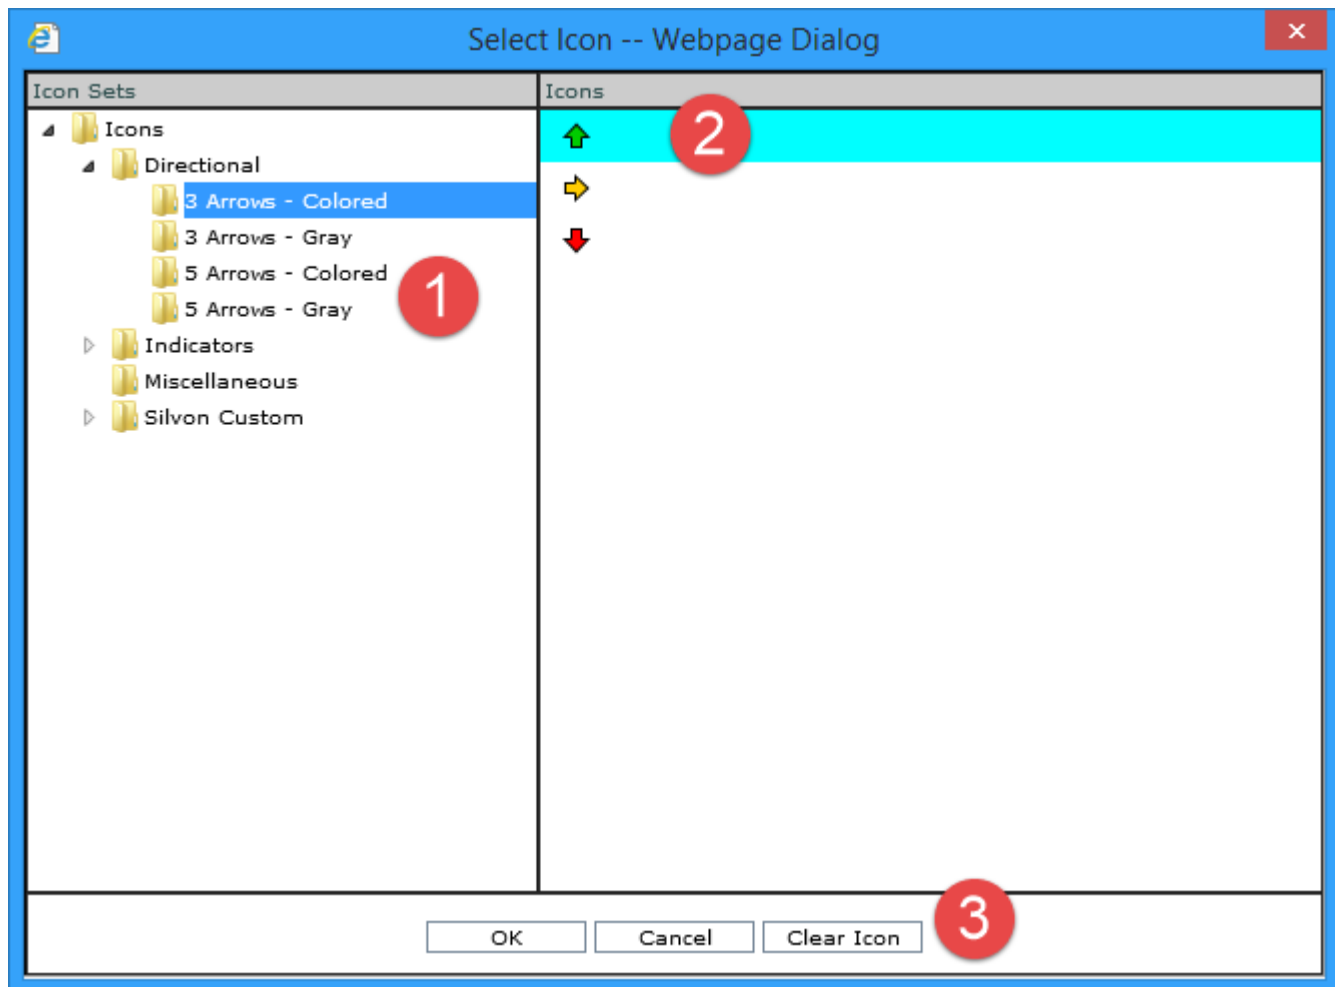 Select Icon -- Webpage Dialog
Icon Sets
Icons
Icons
Directional
3 Arrows - Colored
3 Arrows - Gray
5 Arrows - Colored
5 Arrows - Gray
Indicators
Miscellaneous
Silvon Custom
1
2
OK
Cancel
Clear Icon
3